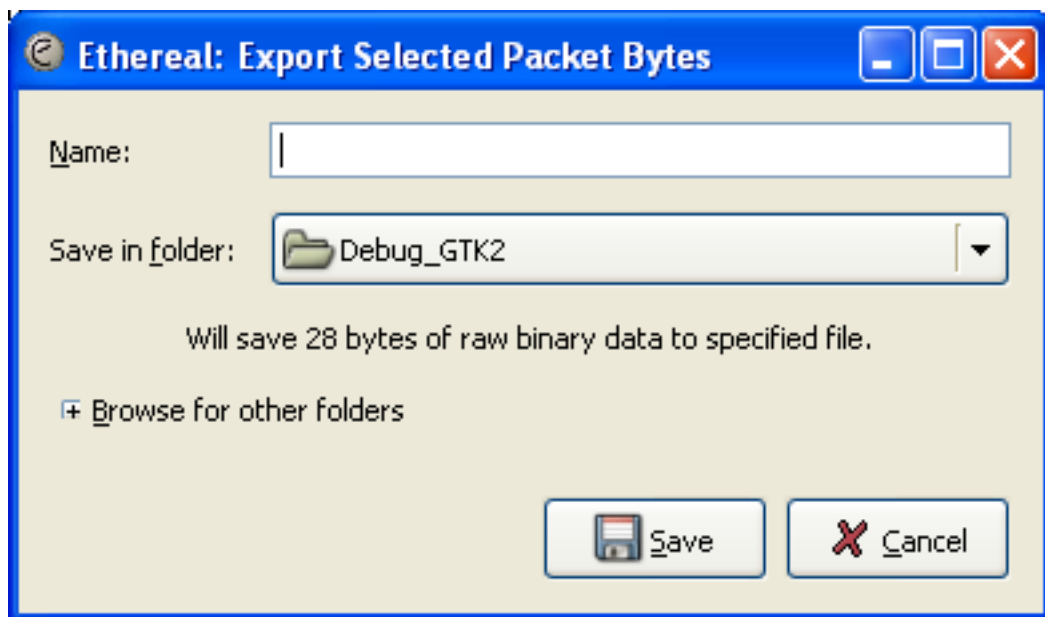 Ethereal: Export Selected Packet Bytes
Name:
Save in folder: Debug_GTK2
Will save 28 bytes of raw binary data to specified file.
Browse for other folders
Save Cancel